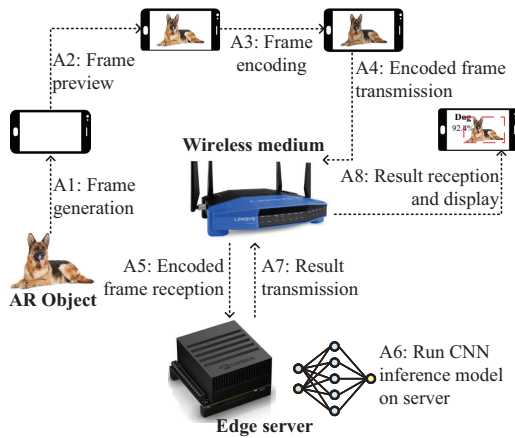 A2: Frame
preview
A3: Frame
encoding
A4: Encoded frame
transmission
Dog
92.4%
Wireless medium
A1: Frame
generation
LINKSYS
A8: Result reception
and display
AR Object
A5: Encoded
frame reception
A7: Result
transmission
NVIDIA
A6: Run CNN
inference model
on server
Edge server